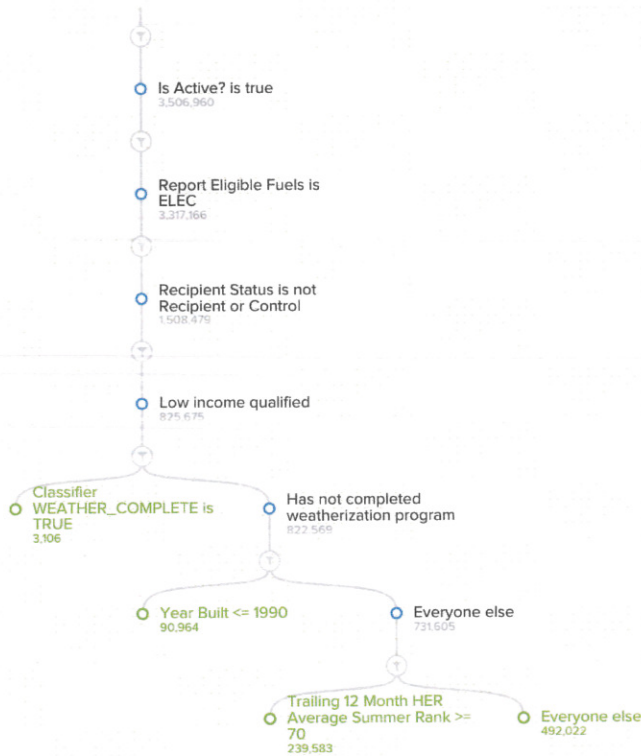 Is Active? is true
3,506,960
Report Eligible Fuels is
ELEC
3,317,166
Recipient Status is not
Recipient or Control
1,508,479
Low income qualified
825,675
Classifier
WEATHER_COMPLETE is
TRUE
3,106
Has not completed
weatherization program
822,569
Year Built <= 1990
90,964
Everyone else
731,605
Trailing 12 Month HER
Average Summer Rank >=
70
239,583
Everyone else
492,022